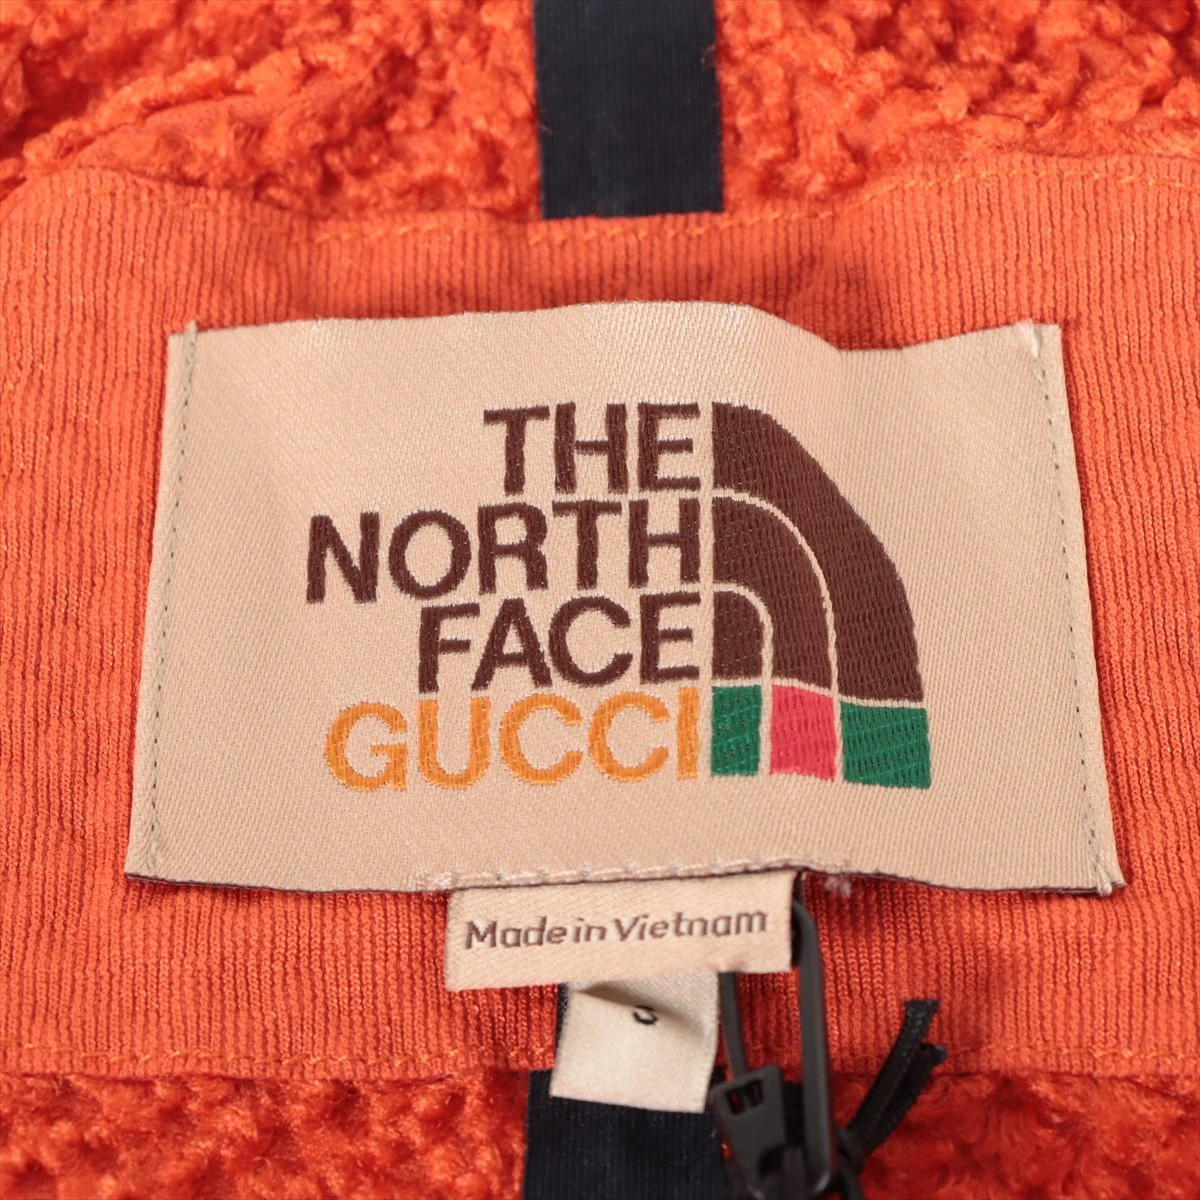 THE
NORTH
FACE
GUCCI
Made in Vietnam